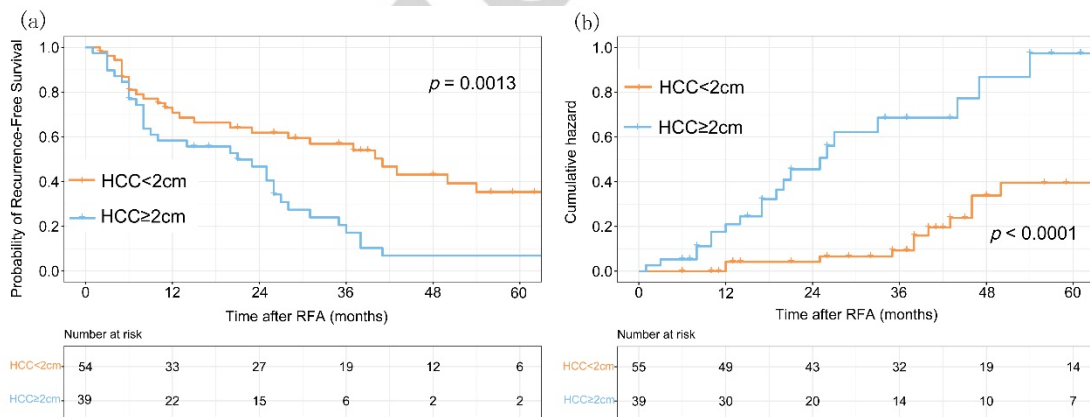 (a)
Probability of Recurrence-Free Survival
1.0
0.8
0.6
0.4
0.2
0.0
p = 0.0013
HCC<2cm
HCC≥2cm
0 12 24 36 48 60
Time after RFA (months)
Number at risk
HCC<2cm 54 33 27 19 12 6
HCC≥2cm 39 22 15 6 2 2
(b)
Cumulative hazard
1.0
0.8
0.6
0.4
0.2
0.0
HCC<2cm
HCC≥2cm
p < 0.0001
0 12 24 36 48 60
Time after RFA (months)
Number at risk
HCC<2cm 55 49 43 32 19 14
HCC≥2cm 39 30 20 14 10 7